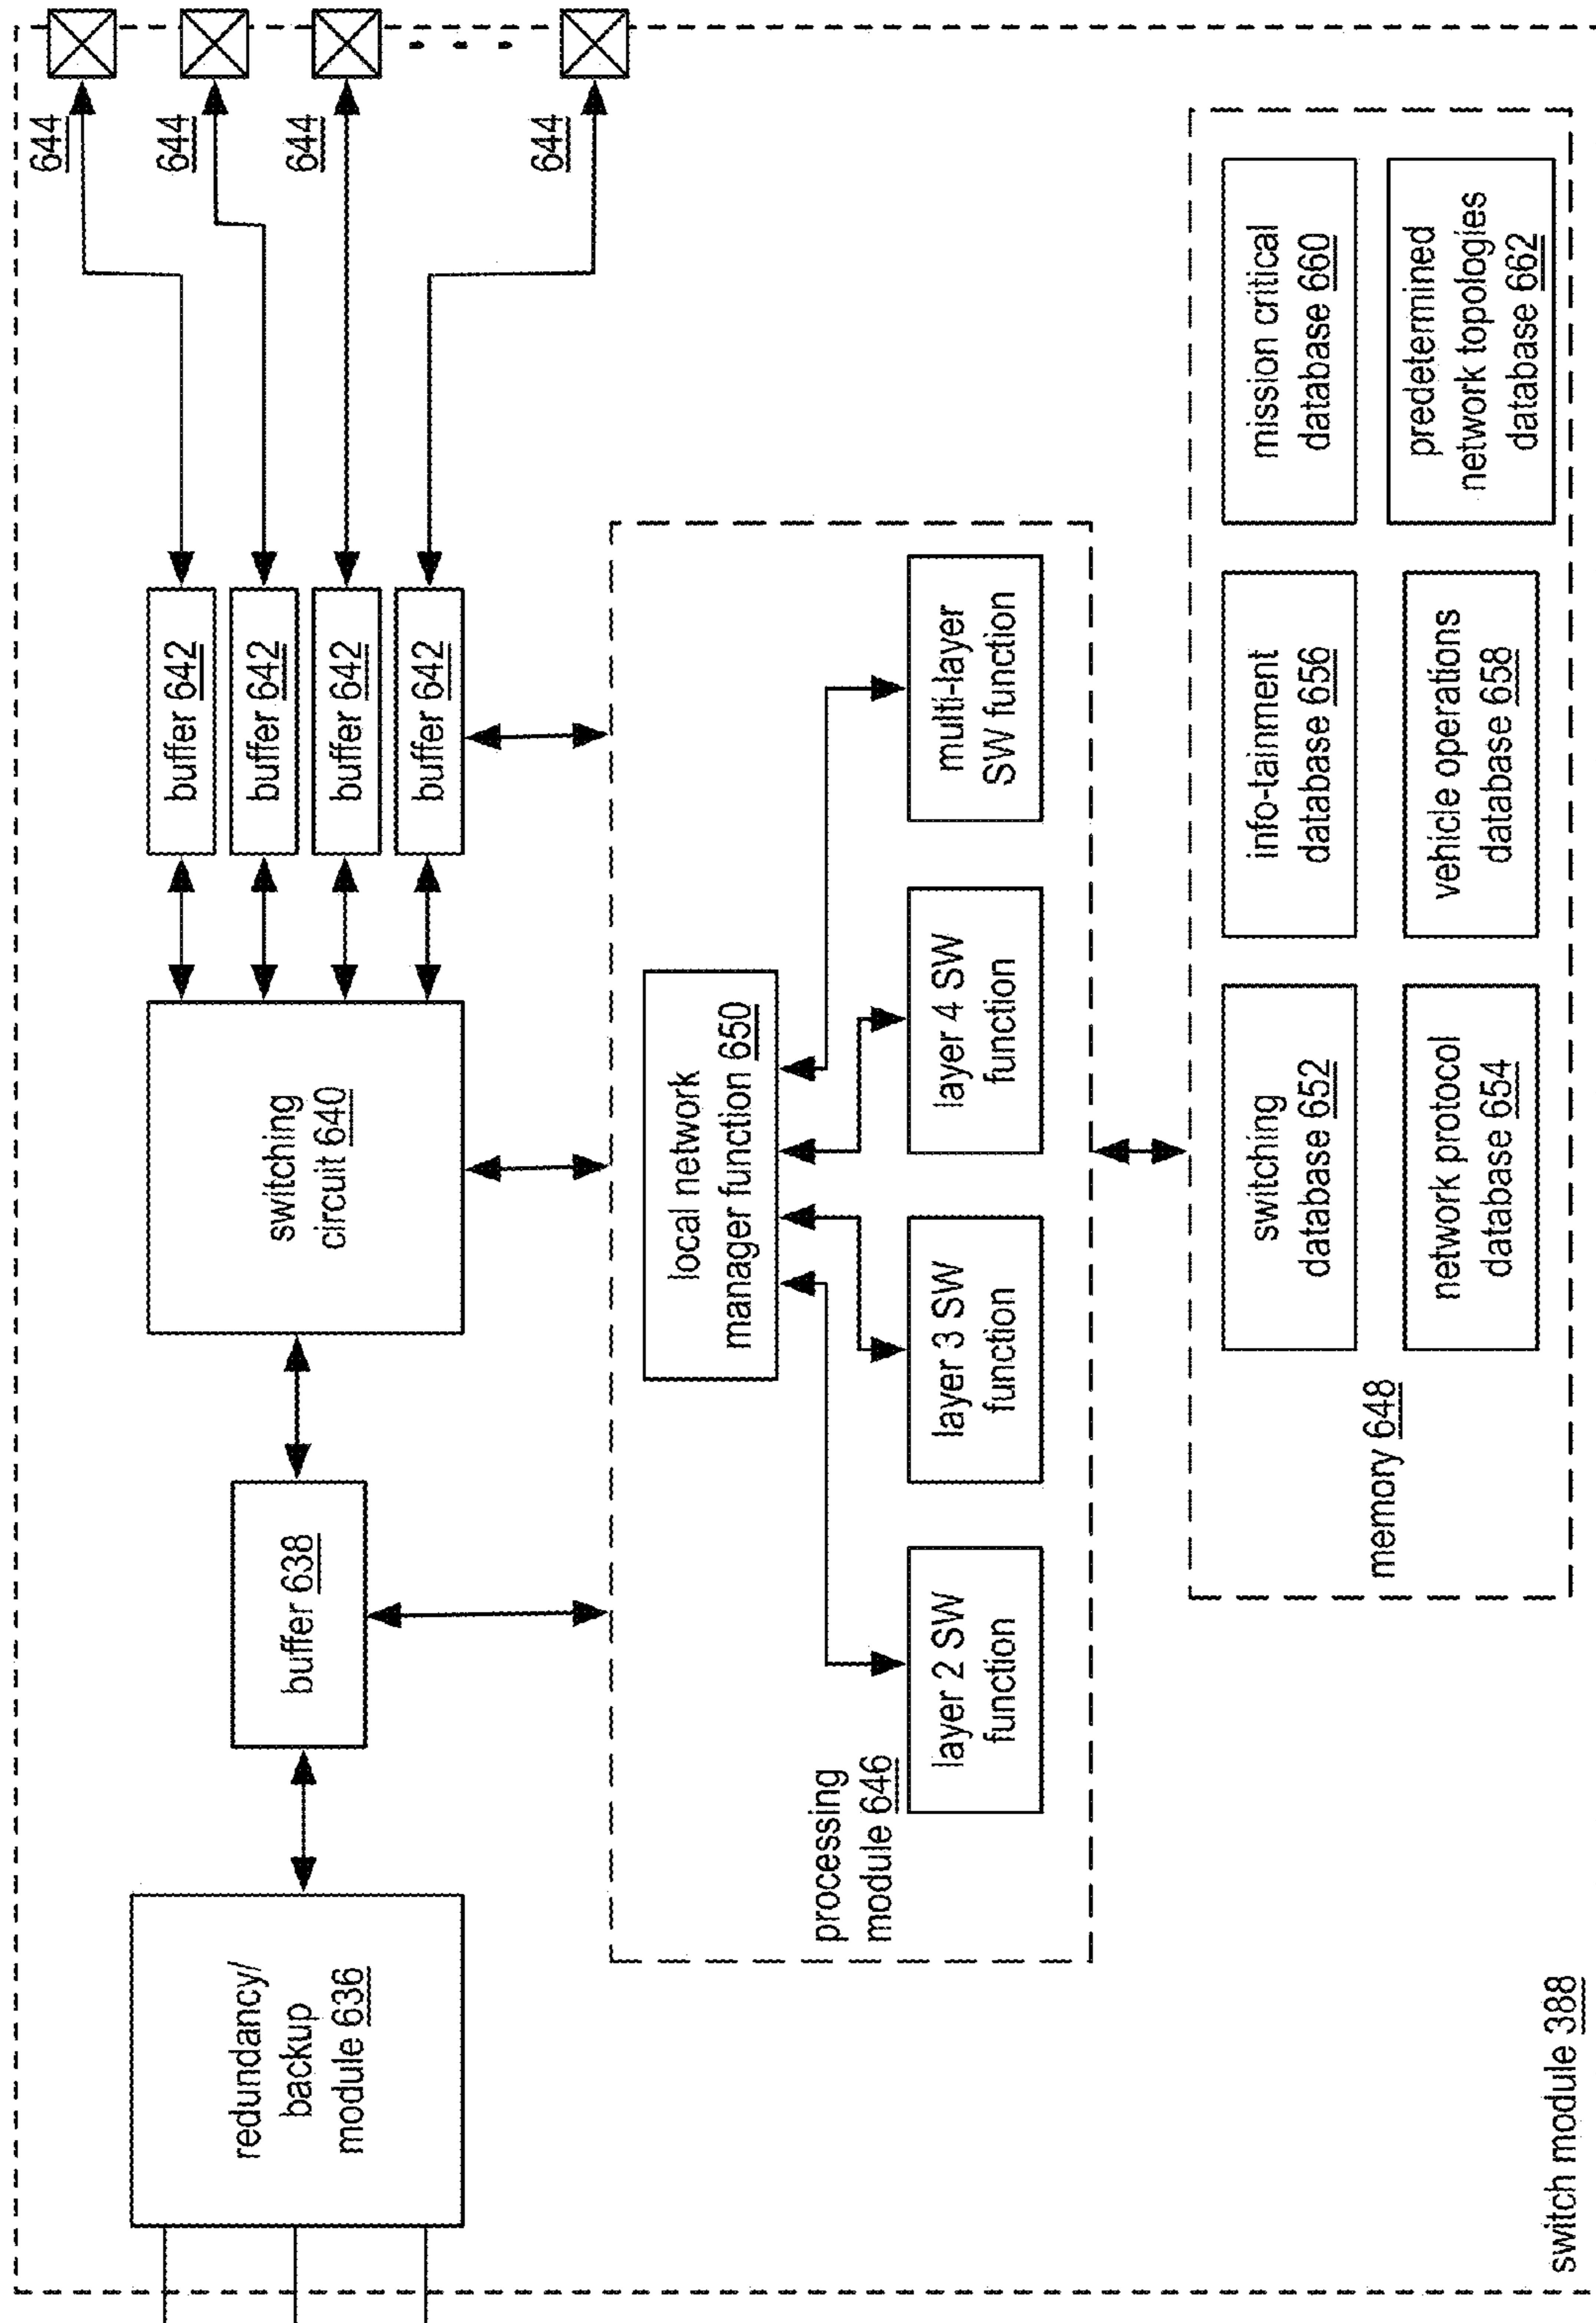 redundancy/
backup
module 636
buffer 638
switching
circuit 640
buffer 642
buffer 642
buffer 642
buffer 642
644
644
644
644
processing
module 646
local network
manager function 650
layer 2 SW
function
layer 3 SW
function
layer 4 SW
function
multi-layer
SW function
memory 648
switching
database 652
info-tainment
database 656
mission critical
database 660
network protocol
database 654
vehicle operations
database 658
predetermined
network topologies
database 662
switch module 388